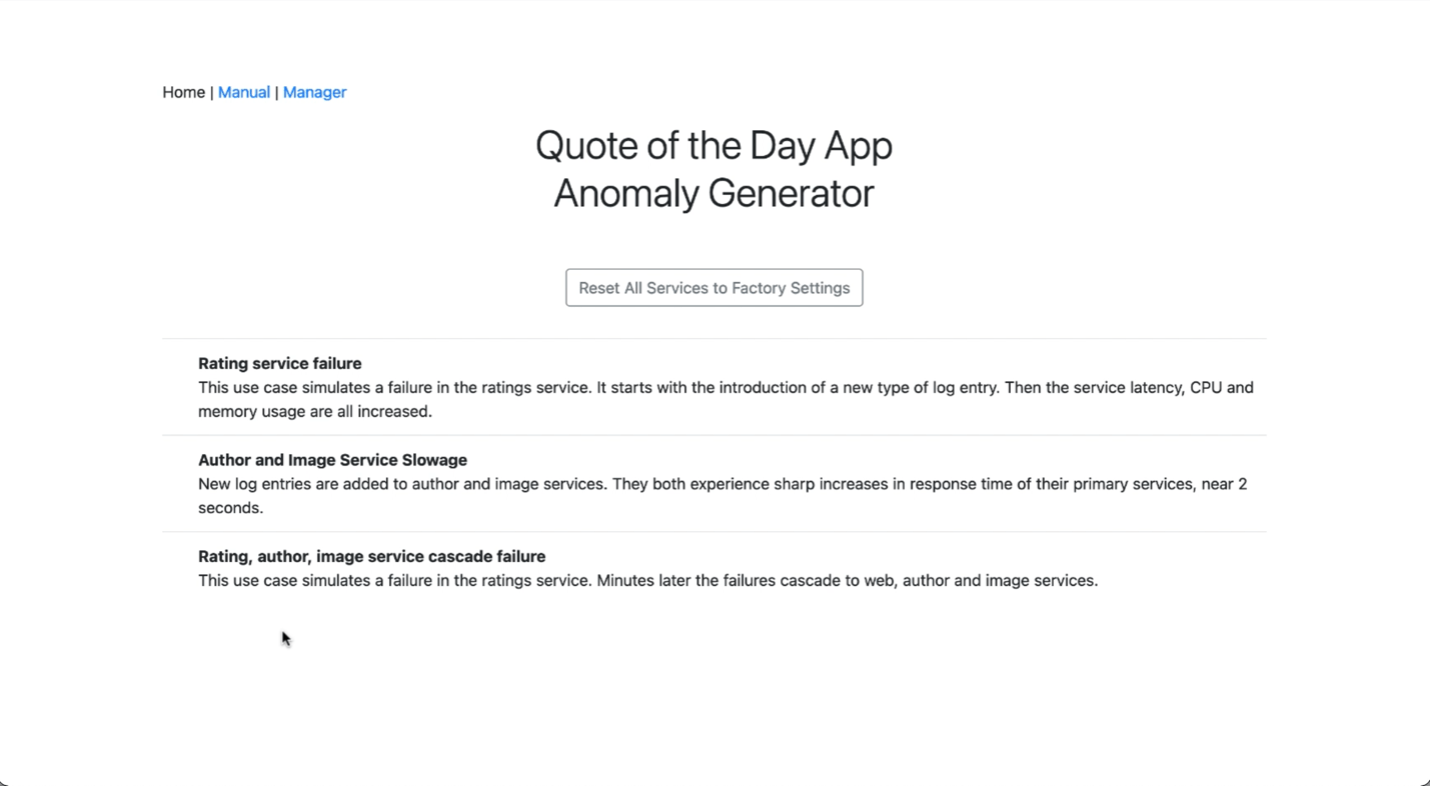 Home | Manual | Manager
Quote of the Day App
Anomaly Generator
Reset All Services to Factory Settings
Rating service failure
This use case simulates a failure in the ratings service. It starts with the introduction of a new type of log entry. Then the service latency, CPU and
memory usage are all increased.
Author and Image Service Slowage
New log entries are added to author and image services. They both experience sharp increases in response time of their primary services, near 2
seconds.
Rating, author, image service cascade failure
This use case simulates a failure in the ratings service. Minutes later the failures cascade to web, author and image services.